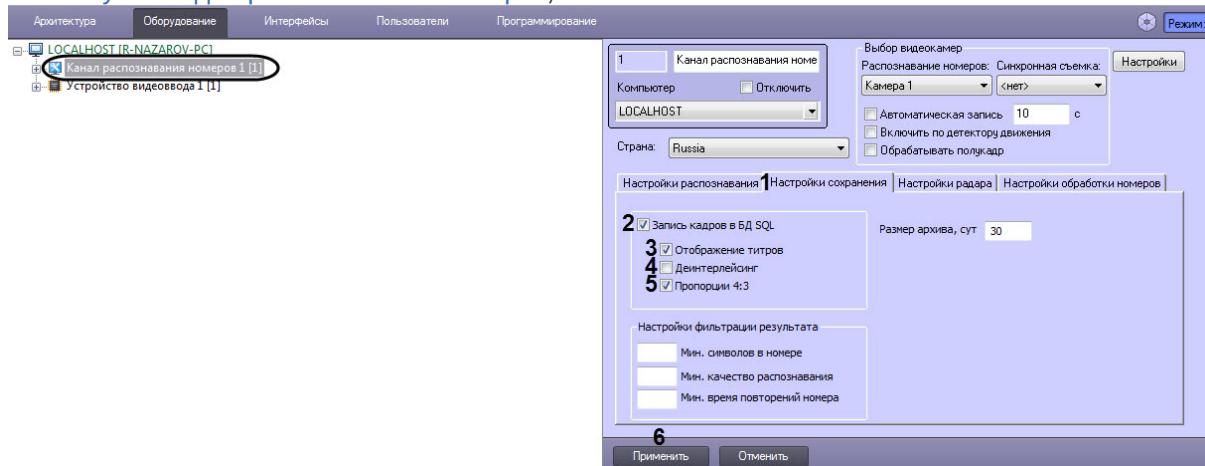 Архитектура Оборудование Интерфейсы Пользователи Программирование Режим:
LOCALHOST [R-NAZAROV-PC]
Канал распознавания номеров 1 [1]
Устройство видеоввода 1 [1]
1 Канал распознавания номе
Компьютер Отключить
LOCALHOST
Страна: Russia
Выбор видеокамер
Распознавание номеров: Синхронная съемка: Настройки
Камера 1 <нет>
Автоматическая запись 10 с
Включить по детектору движения
Обрабатывать полукадр
Настройки распознавания 1 Настройки сохранения Настройки радара Настройки обработки номеров
2 Запись кадров в БД SQL Размер архива, сут 30
3 Отображение титров
4 Деинтерлейсинг
5 Пропорции 4:3
Настройки фильтрации результата
Мин. символов в номере
Мин. качество распознавания
Мин. время повторений номера
6
Применить Отменить